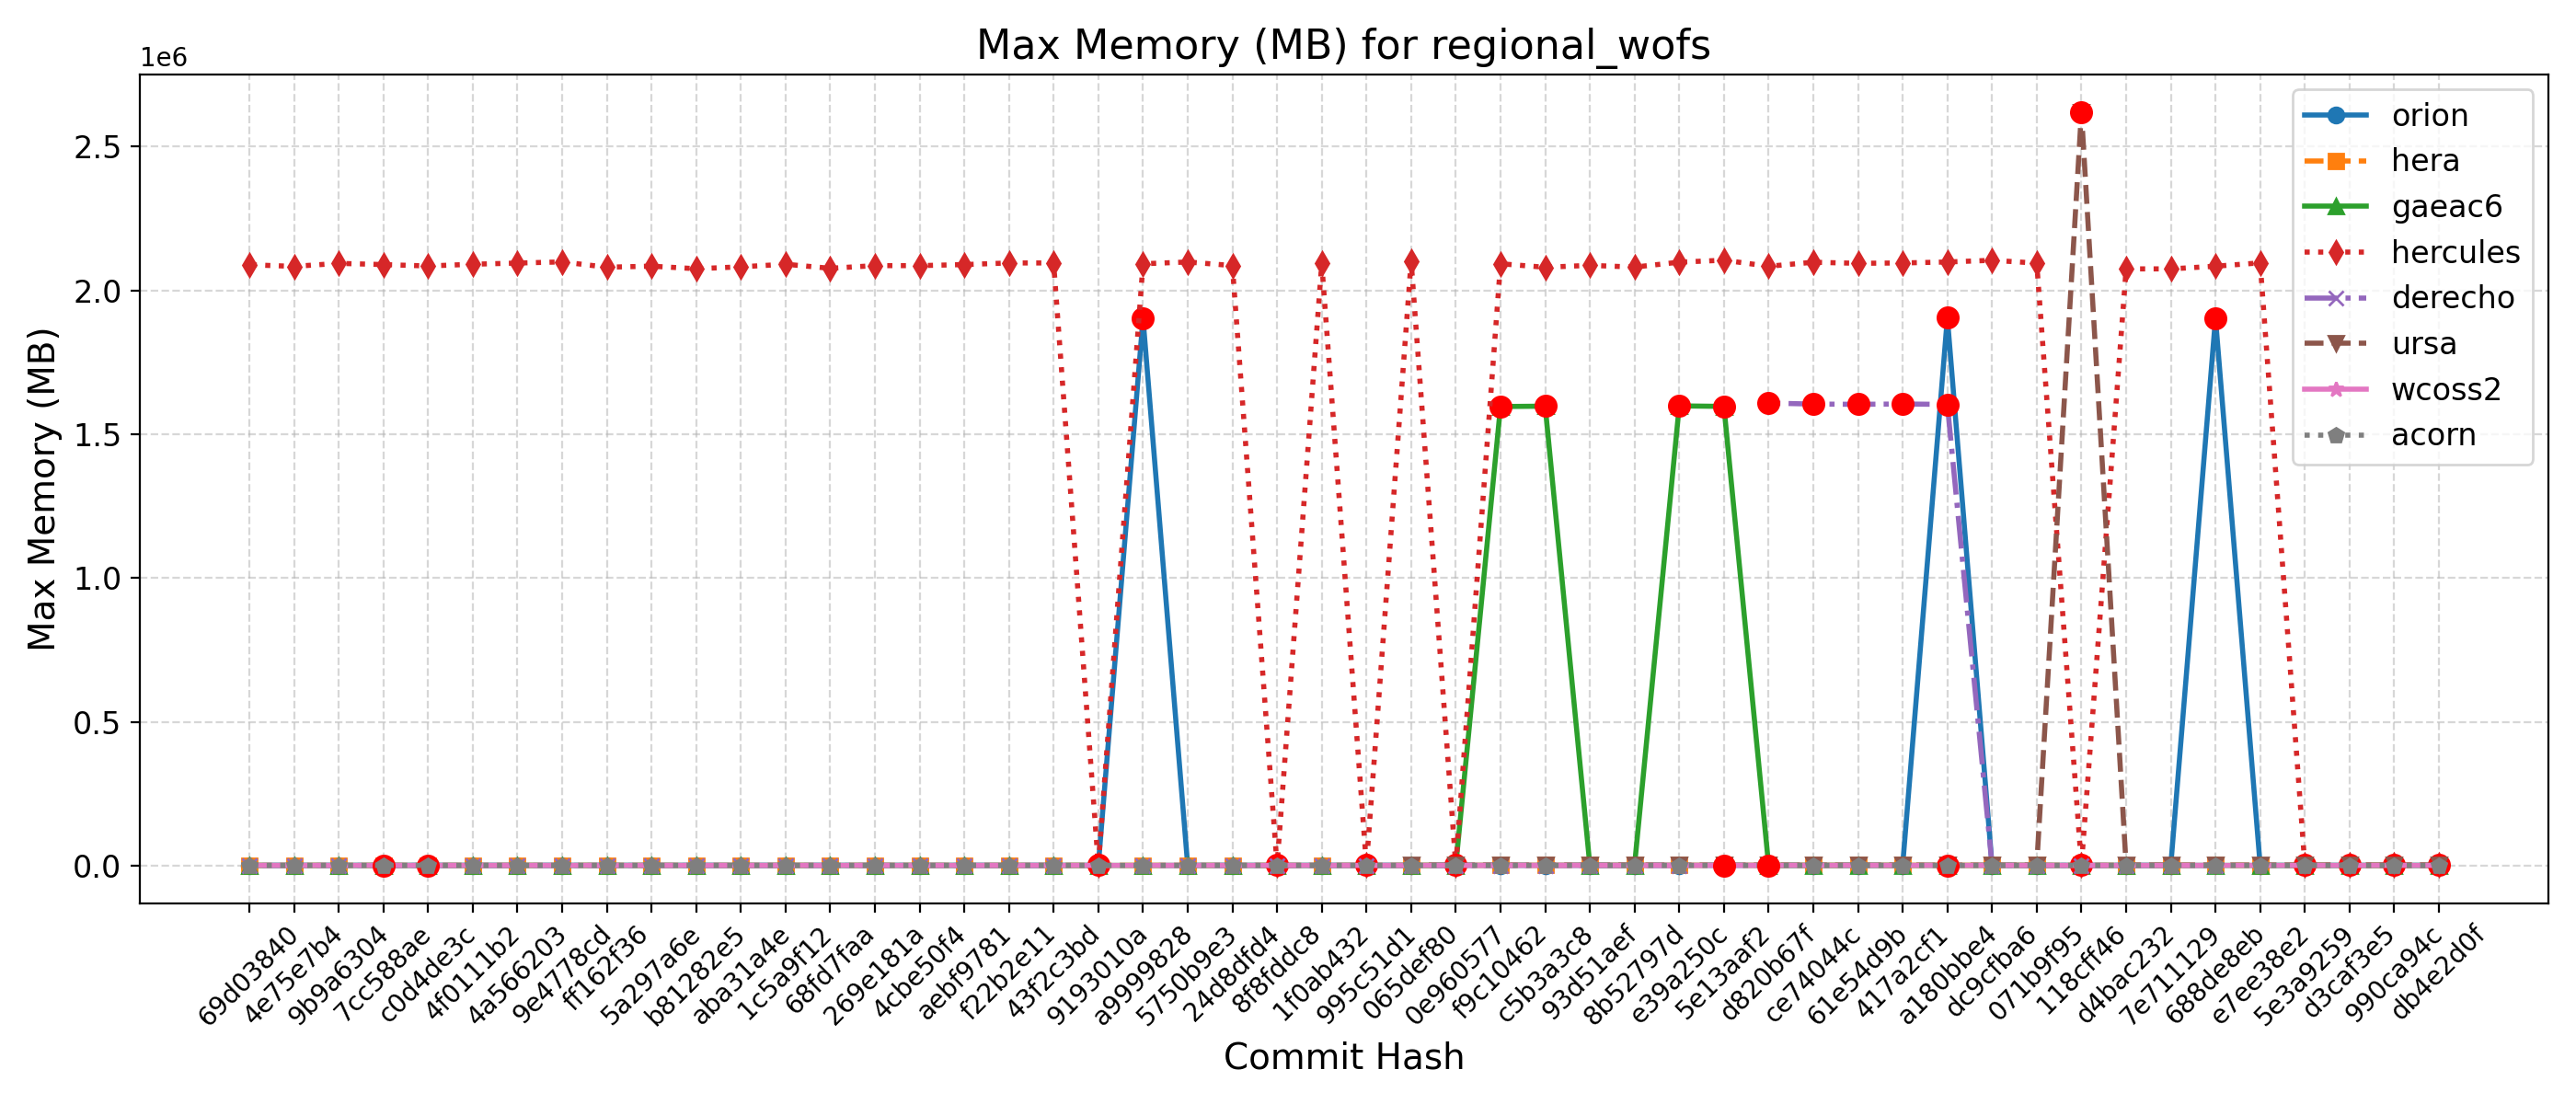 Max Memory (MB) for regional_wofs
1e6
2.5
2.0
1.5
1.0
0.5
0.0
Max Memory (MB)
orion
hera
gaeac6
hercules
derecho
ursa
wcoss2
acorn
69d03840
4e75e7b4
9b9a6304
7cc588ae
c0d4de3c
4f0111b2
4a566203
9e4778cd
ff162f36
5a297a6e
b81282e5
aba31a4e
1c5a9f12
68fd7faa
269e181a
4cbe50f4
aebf9781
f22b2e11
43f2c3bd
9193010a
a9999828
5750b9e3
24d8dfd4
8f8fddc8
1f0ab432
995c51d1
065def80
0e960577
f9c10462
c5b3a3c8
93d51aef
8b52797d
e39a250c
5e13aaf2
d820b67f
ce74044c
61e54d9b
417a2cf1
a180bbe4
dc9cfba6
071b9f95
118cff46
d4bac232
7e711129
688de8eb
e7ee38e2
5e3a9259
d3caf3e5
990ca94c
db4e2d0f
Commit Hash